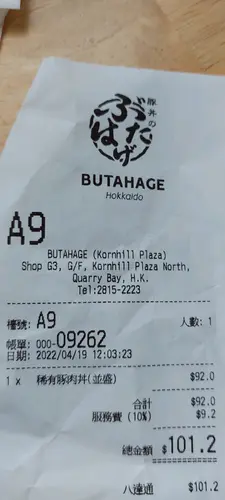 豚丼の
ぶたはげ
BUTAHAGE
Hokkaido
A9
BUTAHAGE (Kornhill Plaza)
Shop G3, G/F, Kornhill Plaza North,
Quarry Bay, H.K.
Tel:2815-2223
檯號: A9 人數: 1
帳單: 000-09262
日期: 2022/04/19 12:03:23
1 x 稀有豚肉丼(並盛) $92.0
合計 $92.0
服務費 (10%) $9.2
總金額 $101.2
八達通 $101.2